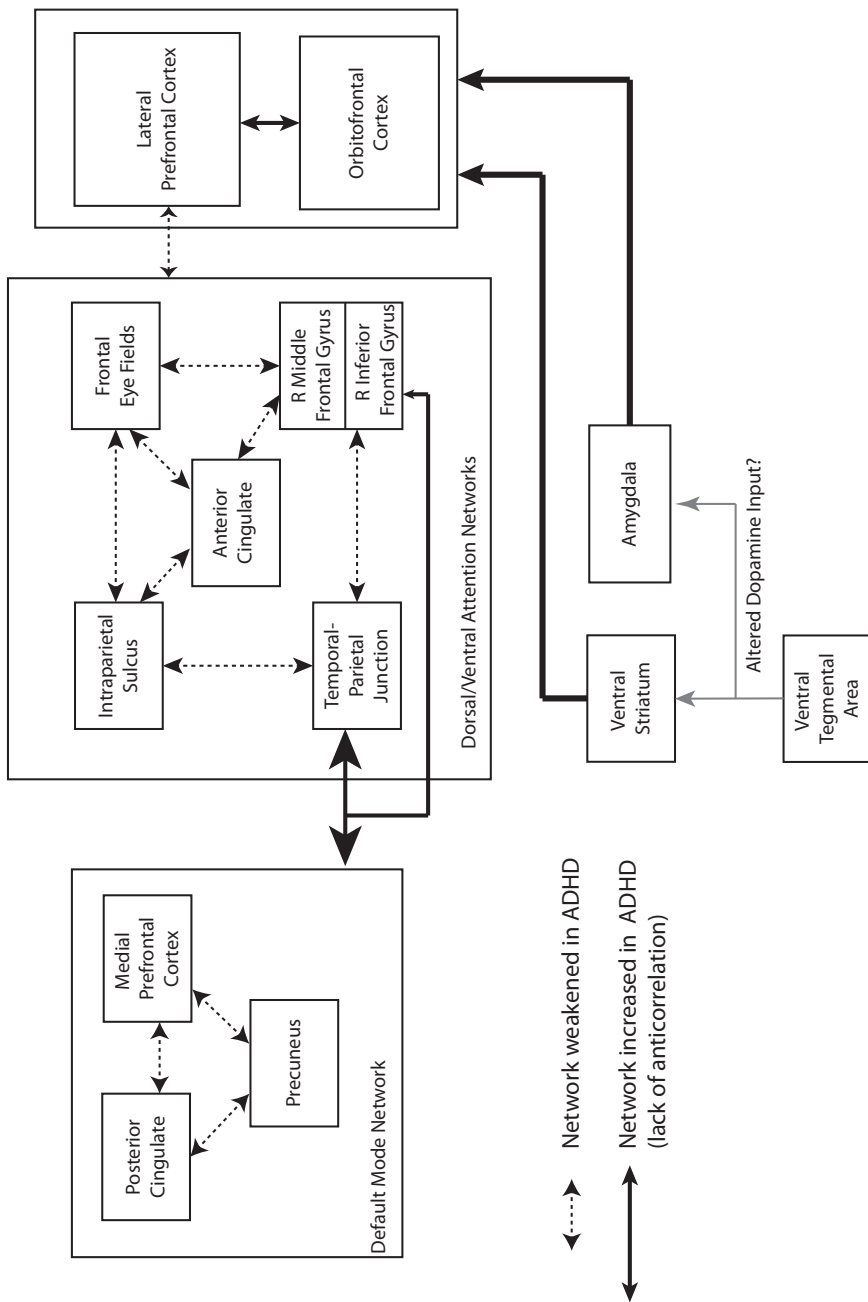 Posterior
Cingulate
Medial
Prefrontal
Cortex
Precuneus
Default Mode Network
Intraparietal
Sulcus
Frontal
Eye Fields
Anterior
Cingulate
Temporal-
Parietal
Junction
R Middle
Frontal Gyrus
R Inferior
Frontal Gyrus
Dorsal/Ventral Attention Networks
Lateral
Prefrontal Cortex
Orbitofrontal
Cortex
Network weakened in ADHD
Network increased in ADHD
(lack of anticorrelation)
Ventral
Striatum
Amygdala
Altered Dopamine Input?
Ventral
Tegmental
Area